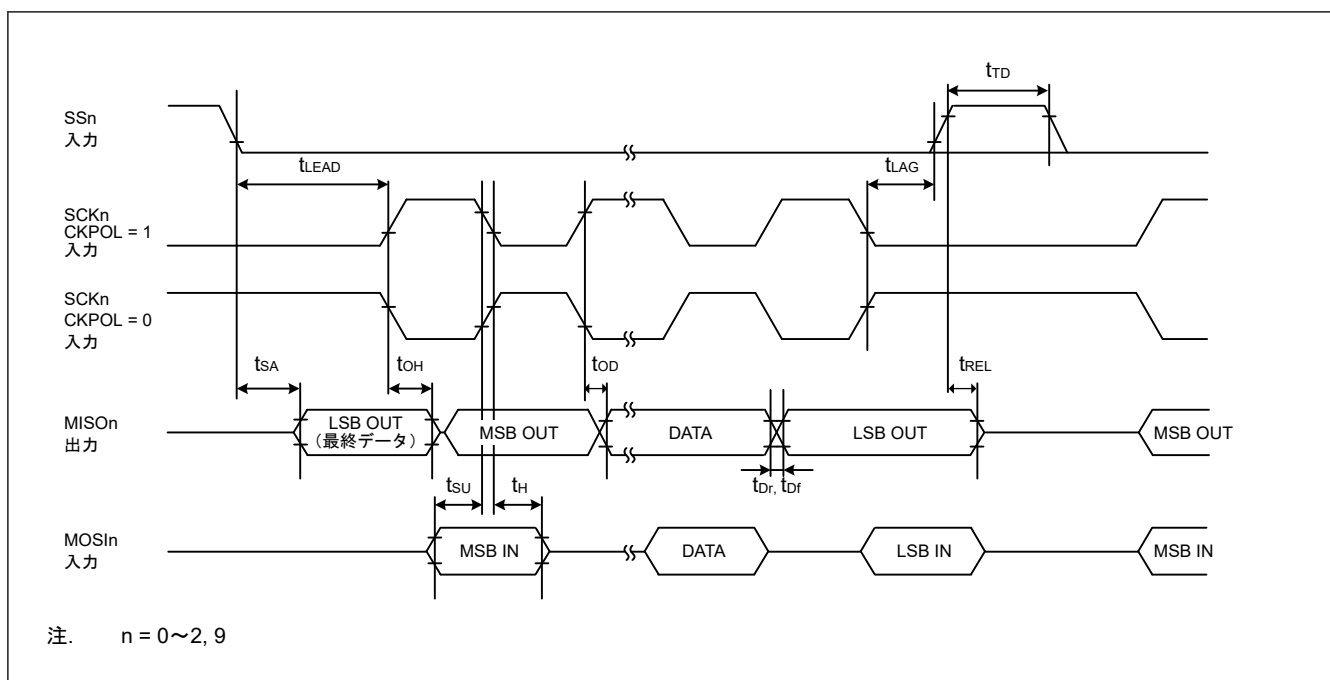 tTD
SSn
入力
tLEAD
tLAG
SCKn
CKPOL = 1
入力
SCKn
CKPOL = 0
入力
tSA
tOH
tOD
tREL
MISOn
出力
LSB OUT
(最終データ)
MSB OUT
DATA
LSB OUT
MSB OUT
tSU
tH
tDr, tDf
MOSIn
入力
MSB IN
DATA
LSB IN
MSB IN
注. n = 0～2, 9